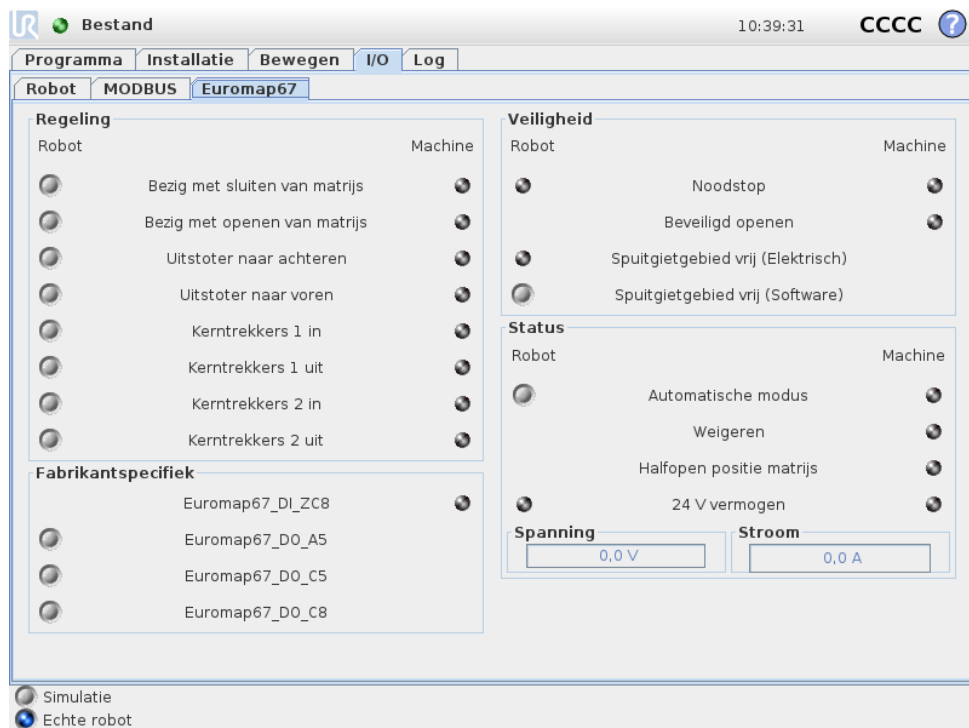 UR Bestand 10:39:31 CCCC ?
Programma Installatie Bewegen I/O Log
Robot MODBUS Euromap67
Regeling
Robot Machine
Bezig met sluiten van matrijs
Bezig met openen van matrijs
Uitstoter naar achteren
Uitstoter naar voren
Kerntrekkers 1 in
Kerntrekkers 1 uit
Kerntrekkers 2 in
Kerntrekkers 2 uit
Fabrikantspecifiek
Euromap67_DI_ZC8
Euromap67_DO_A5
Euromap67_DO_C5
Euromap67_DO_C8
Veiligheid
Robot Machine
Noodstop
Beveiligd openen
Spuitgietgebied vrij (Elektrisch)
Spuitgietgebied vrij (Software)
Status
Robot Machine
Automatische modus
Weigeren
Halfopen positie matrijs
24 V vermogen
Spanning Stroom
0,0 V 0,0 A
Simulatie
Echte robot